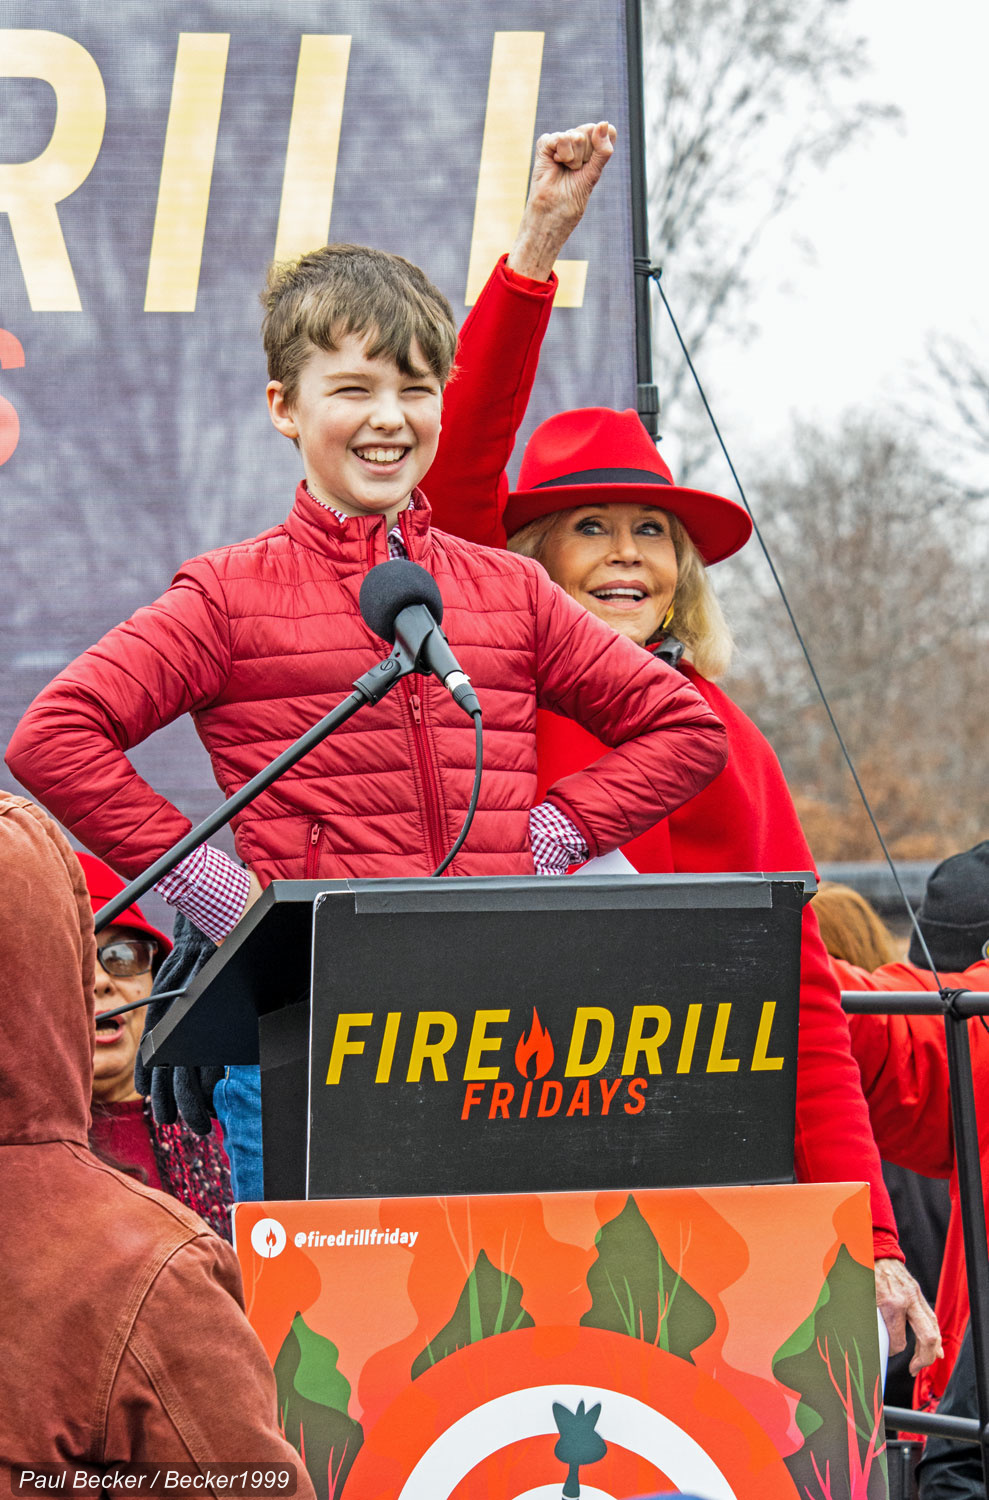 RILL
S
FIRE DRILL
FRIDAYS
@firedrillfriday
Paul Becker / Becker1999